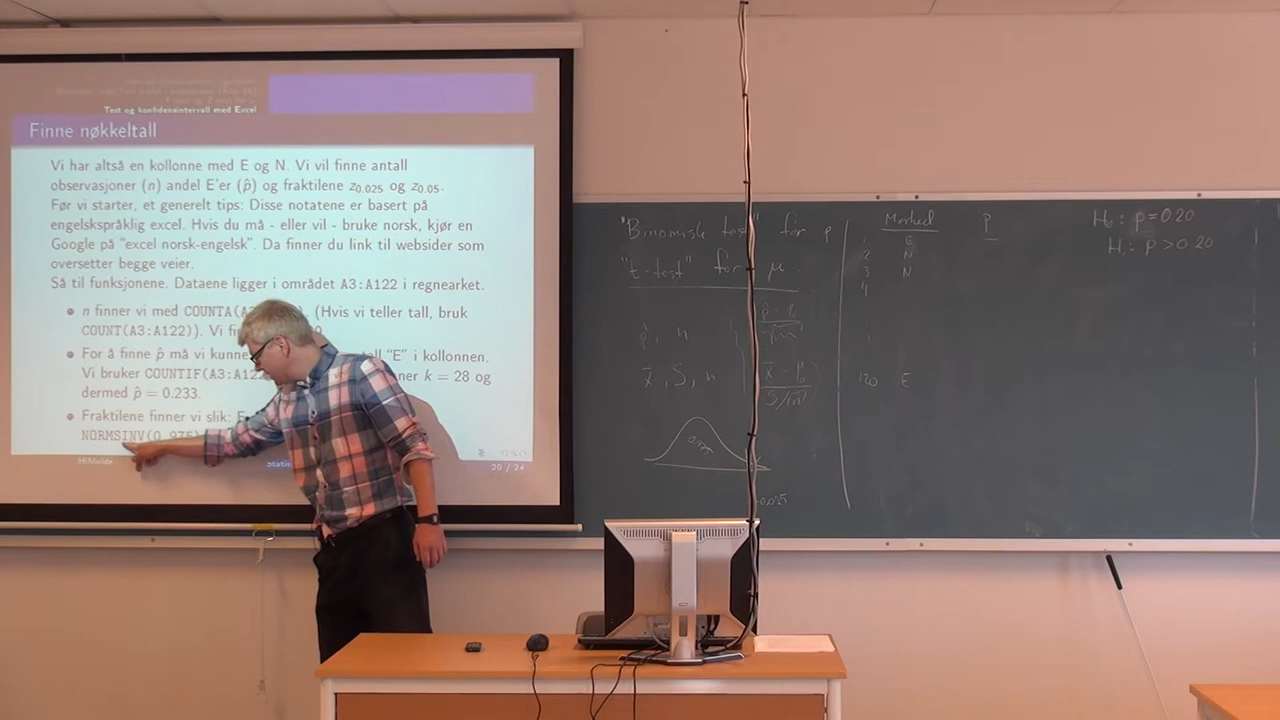 Test og konfidensintervall med Excel
Finne nøkkeltall
Vi har altså en kollonne med E og N. Vi vil finne antall
observasjoner (n) andel E'er (p̂) og fraktilene z0.025 og z0.05.
Før vi starter, et generelt tips: Disse notatene er basert på
engelskspråklig excel. Hvis du må - eller vil - bruke norsk, kjør en
Google på "excel norsk-engelsk". Da finner du link til websider som
oversetter begge veier.
Så til funksjonene. Dataene ligger i området A3:A122 i regnearket.
n finner vi med COUNTA( (Hvis vi teller tall, bruk
COUNT(A3:A122)). Vi
For å finne p̂ må vi kunne "E" i kollonnen.
Vi bruker COUNTIF(A3:A122 k = 28 og
dermed p̂ = 0.233.
Fraktilene finner vi slik:
NORMSINV(0.975)
HiMolde
20 / 24
"Binomisk test" for p
"t-test" for μ.
p̂, n
x̄, S, n
x̄ - μ0
S/√n
0.025
Merked
1 E
2 N
3 N
4
120 E
p
H0: p = 0.20
H1: p > 0.20